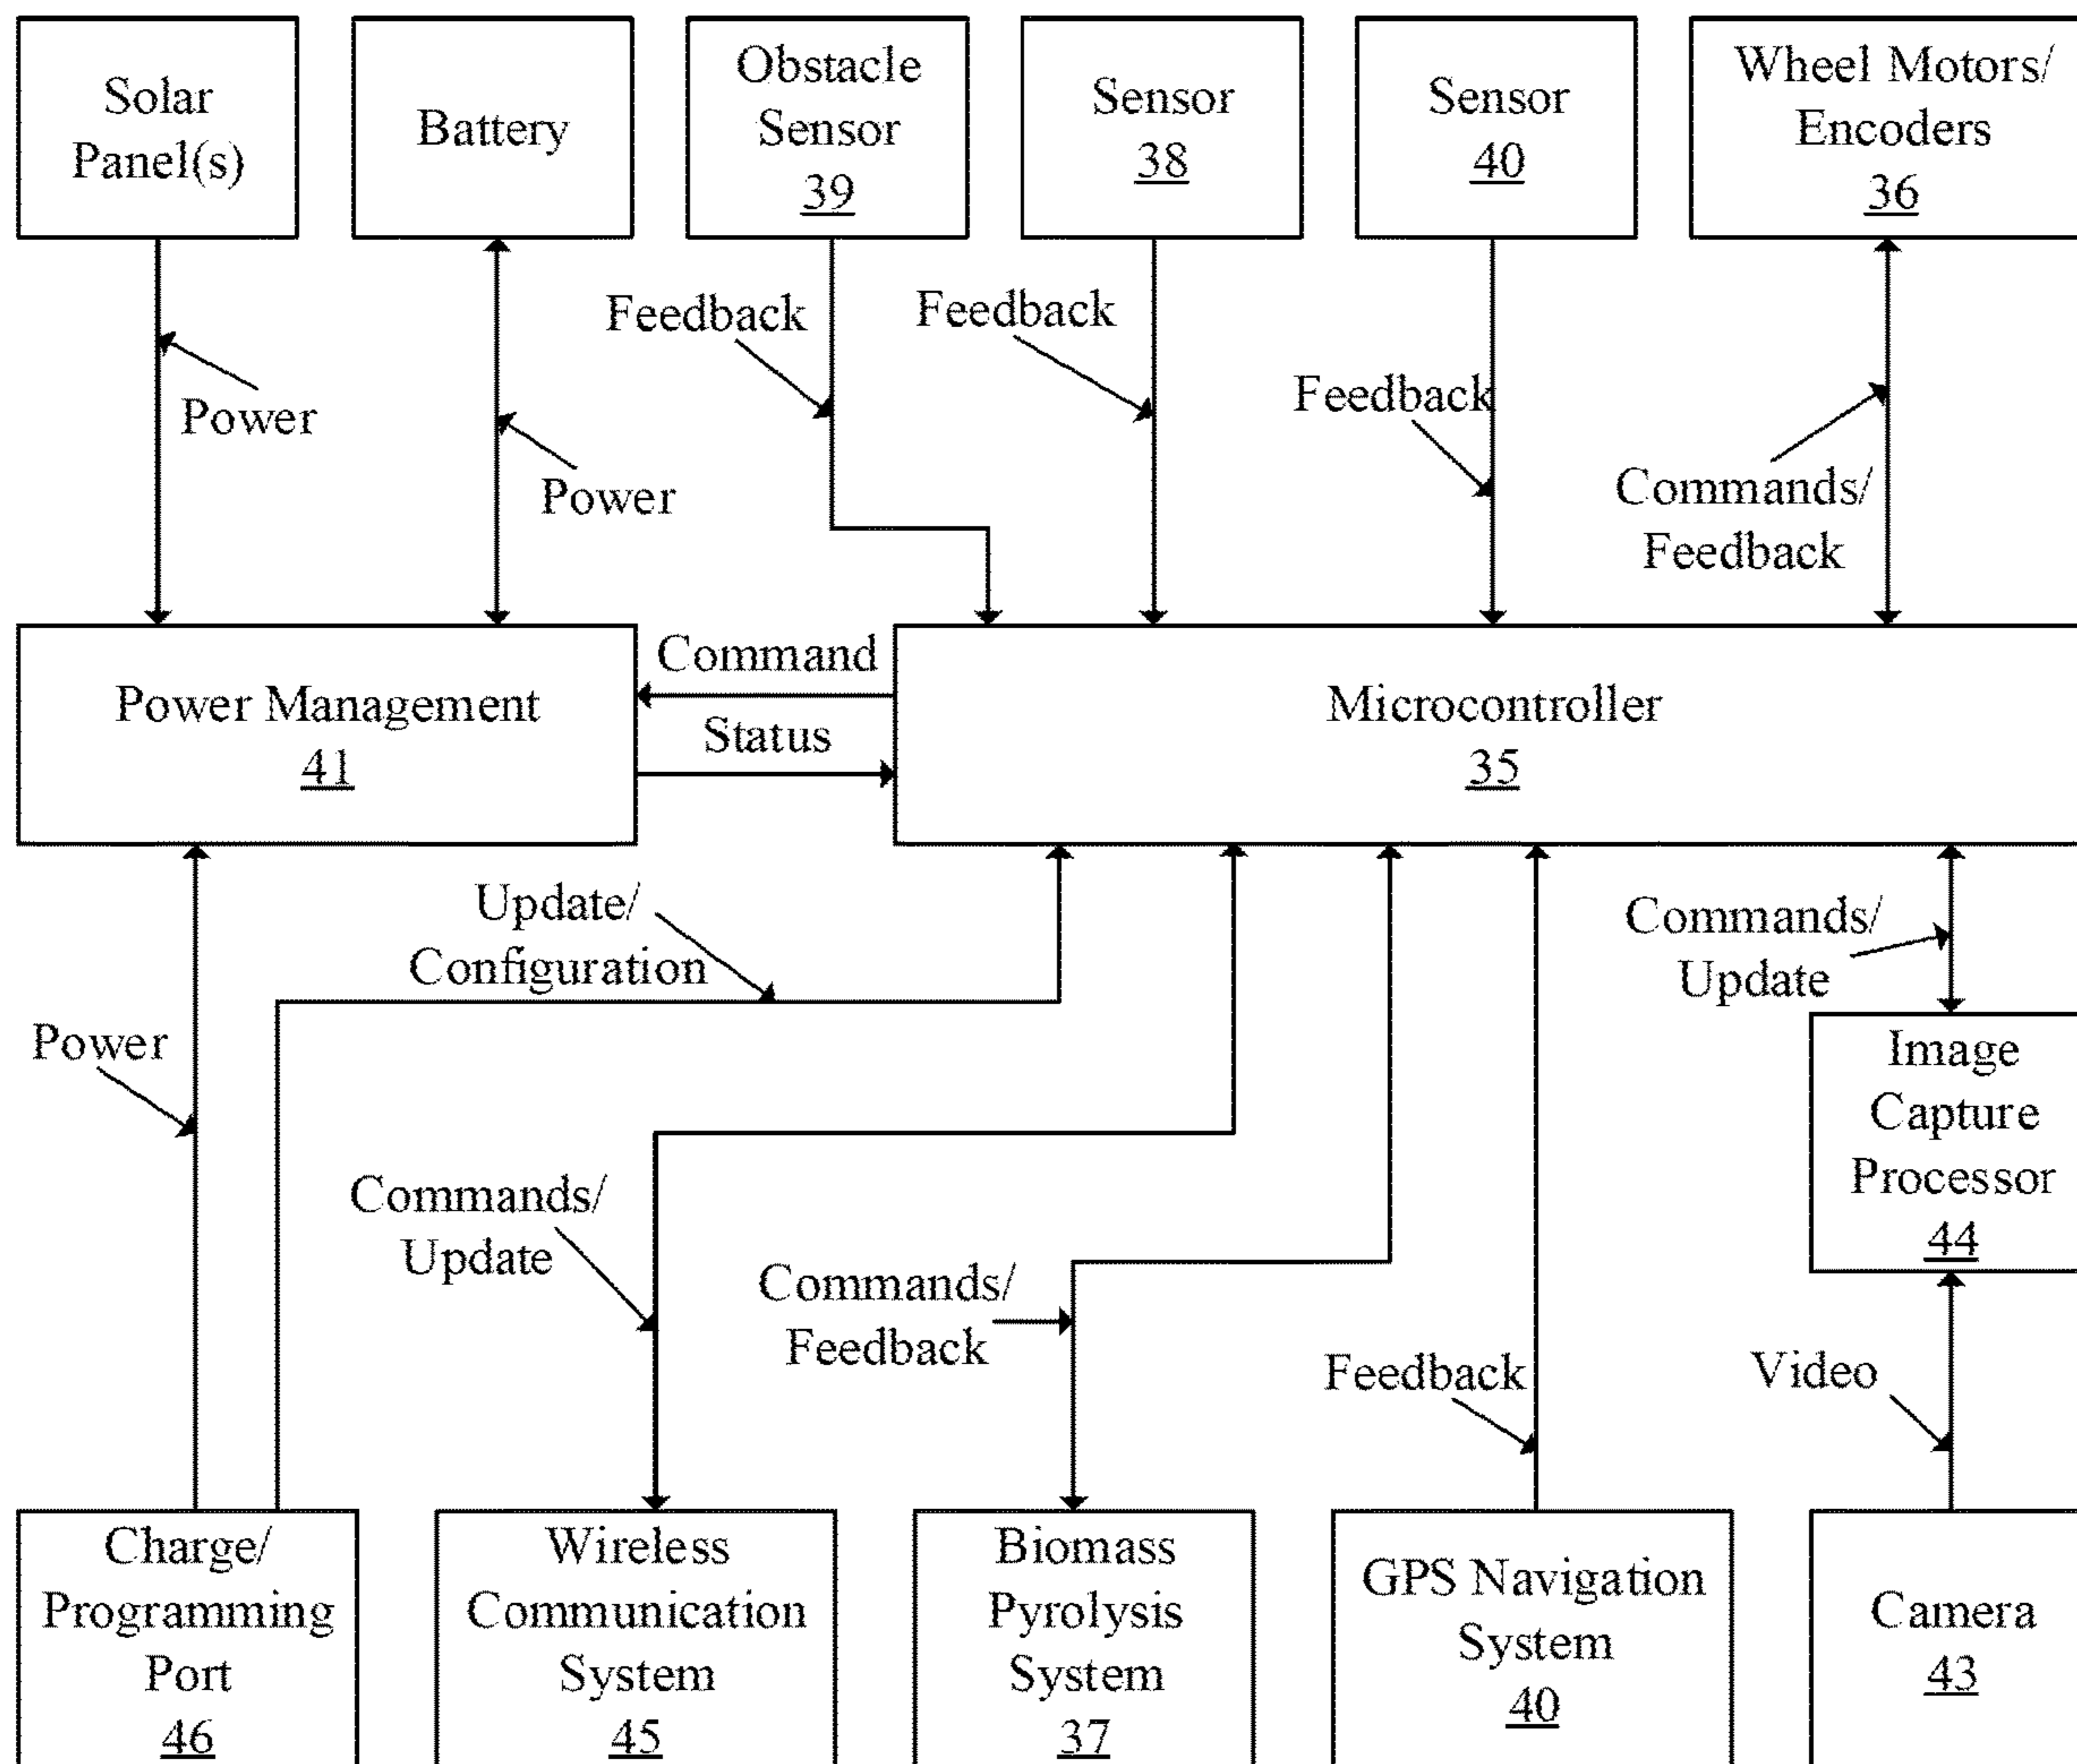 Solar
Panel(s)
Battery
Obstacle
Sensor
39
Sensor
38
Sensor
40
Wheel Motors/
Encoders
36
Feedback
Feedback
Power
Feedback
Power
Commands/
Feedback
Power Management
41
Command
Status
Microcontroller
35
Update/
Configuration
Commands/
Update
Power
Image
Capture
Processor
44
Commands/
Update
Commands/
Feedback
Feedback
Video
Charge/
Programming
Port
46
Wireless
Communication
System
45
Biomass
Pyrolysis
System
37
GPS Navigation
System
40
Camera
43